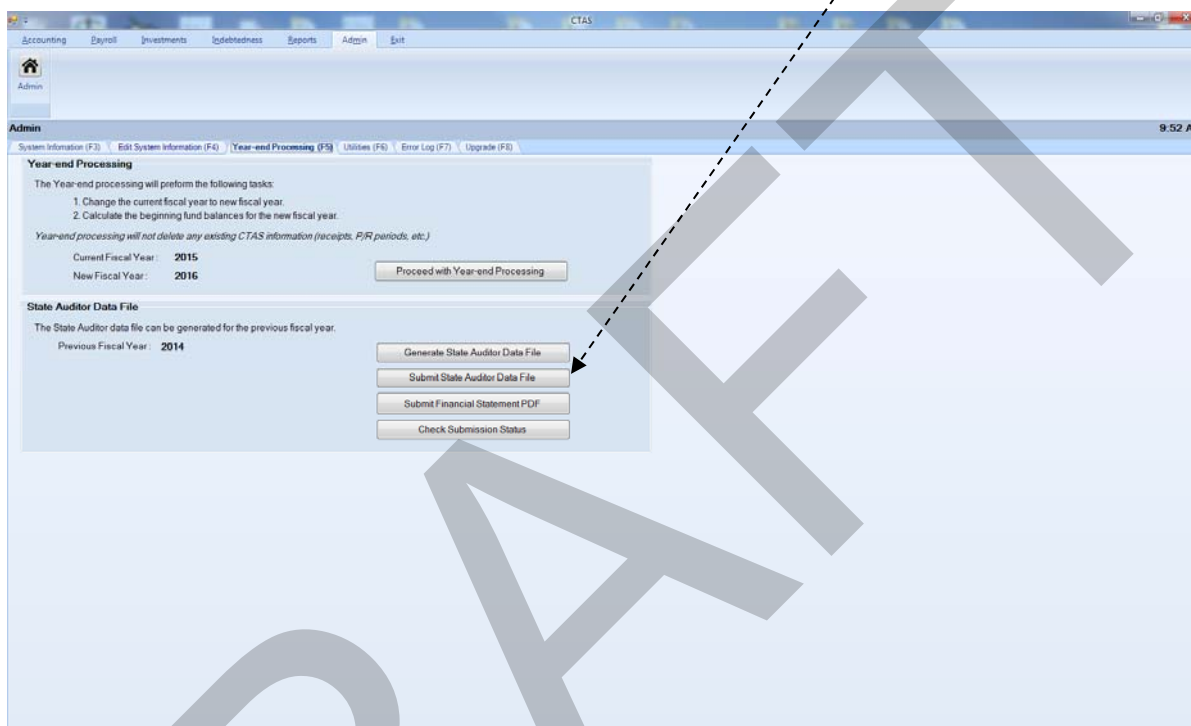 CTAS
Accounting Payroll Investments Indebtedness Reports Admin Exit
Admin
Admin 9:52 A
System Infomation (F3) Edit System Information (F4) Year-end Processing (F5) Utilities (F6) Error Log (F7) Upgrade (F8)
Year-end Processing
The Year-end processing will preform the following tasks:
1. Change the current fiscal year to new fiscal year.
2. Calculate the beginning fund balances for the new fiscal year.
Year-end processing will not delete any existing CTAS information (receipts, P/R periods, etc.)
Current Fiscal Year : 2015
New Fiscal Year : 2016
Proceed with Year-end Processing
State Auditor Data File
The State Auditor data file can be generated for the previous fiscal year.
Previous Fiscal Year : 2014
Generate State Auditor Data File
Submit State Auditor Data File
Submit Financial Statement PDF
Check Submission Status
DRAFT